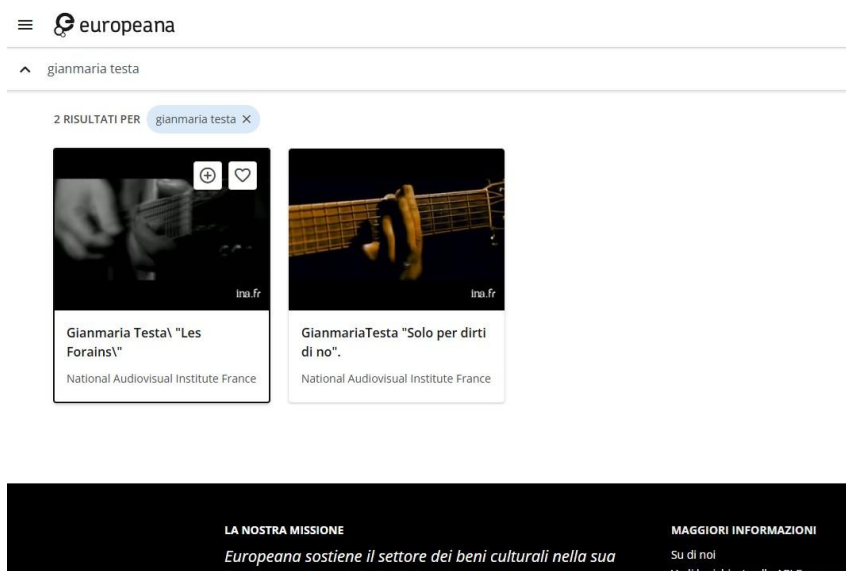 europeana
gianmaria testa
2 RISULTATI PER gianmaria testa
ina.fr
ina.fr
Gianmaria Testa\ "Les
Forains\"
National Audiovisual Institute France
GianmariaTesta "Solo per dirti
di no".
National Audiovisual Institute France
LA NOSTRA MISSIONE
Europeana sostiene il settore dei beni culturali nella sua
MAGGIORI INFORMAZIONI
Su di noi